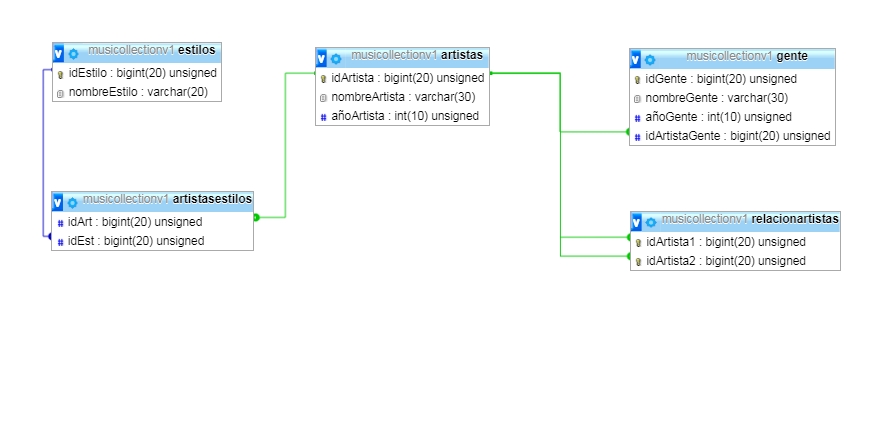 musicollectionv1 estilos
idEstilo : bigint(20) unsigned
nombreEstilo : varchar(20)
musicollectionv1 artistas
idArtista : bigint(20) unsigned
nombreArtista : varchar(30)
# añoArtista : int(10) unsigned
musicollectionv1 gente
idGente : bigint(20) unsigned
nombreGente : varchar(30)
# añoGente : int(10) unsigned
# idArtistaGente : bigint(20) unsigned
musicollectionv1 artistasestilos
# idArt : bigint(20) unsigned
# idEst : bigint(20) unsigned
musicollectionv1 relacionartistas
idArtista1 : bigint(20) unsigned
idArtista2 : bigint(20) unsigned